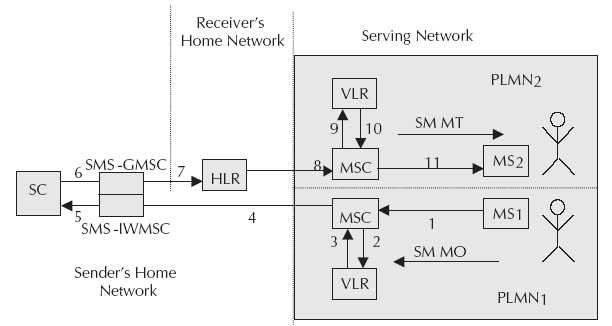 Receiver's
Home Network
Serving Network
PLMN2
VLR
9
10
SM MT
6
SMS -GMSC
7
HLR
8
MSC
11
MS2
SC
5
SMS -IWMSC
4
MSC
1
MS1
3
2
SM MO
VLR
Sender's Home
Network
PLMN1